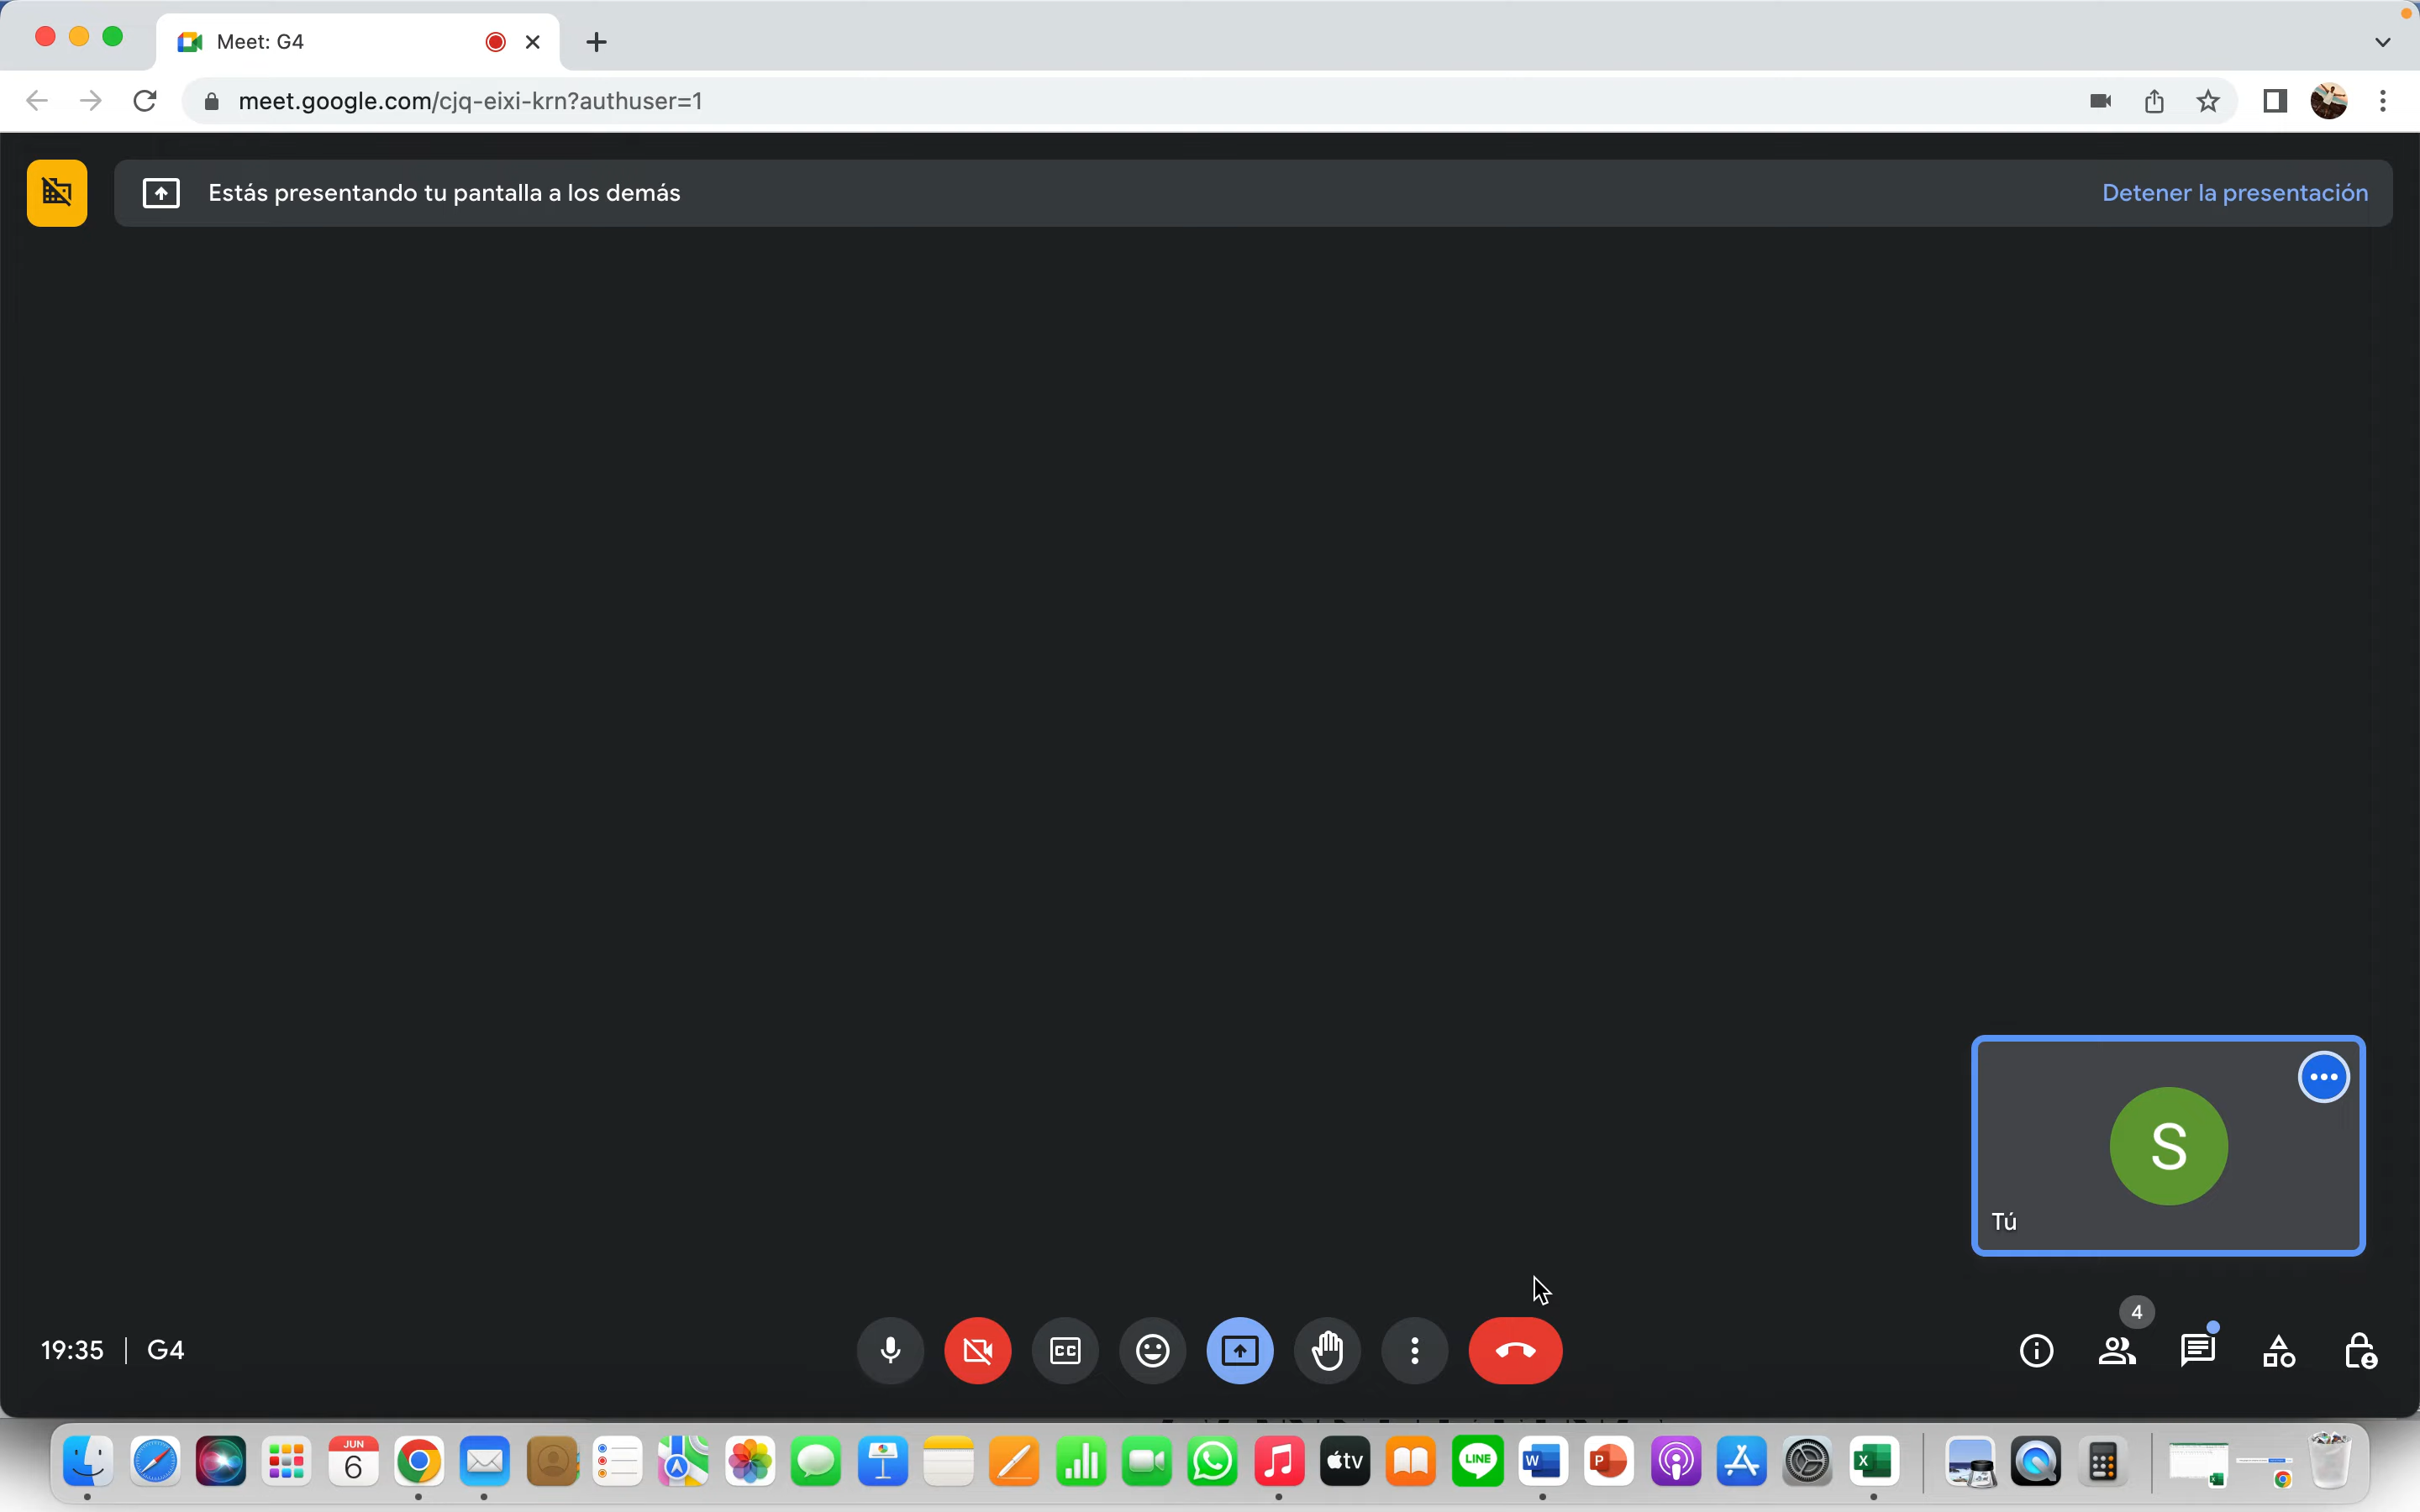 Meet: G4
meet.google.com/cjq-eixi-krn?authuser=1
Estás presentando tu pantalla a los demás
Detener la presentación
S
Tú
19:35 | G4
CC
4
JUN
6
tv
LINE
W
P
X